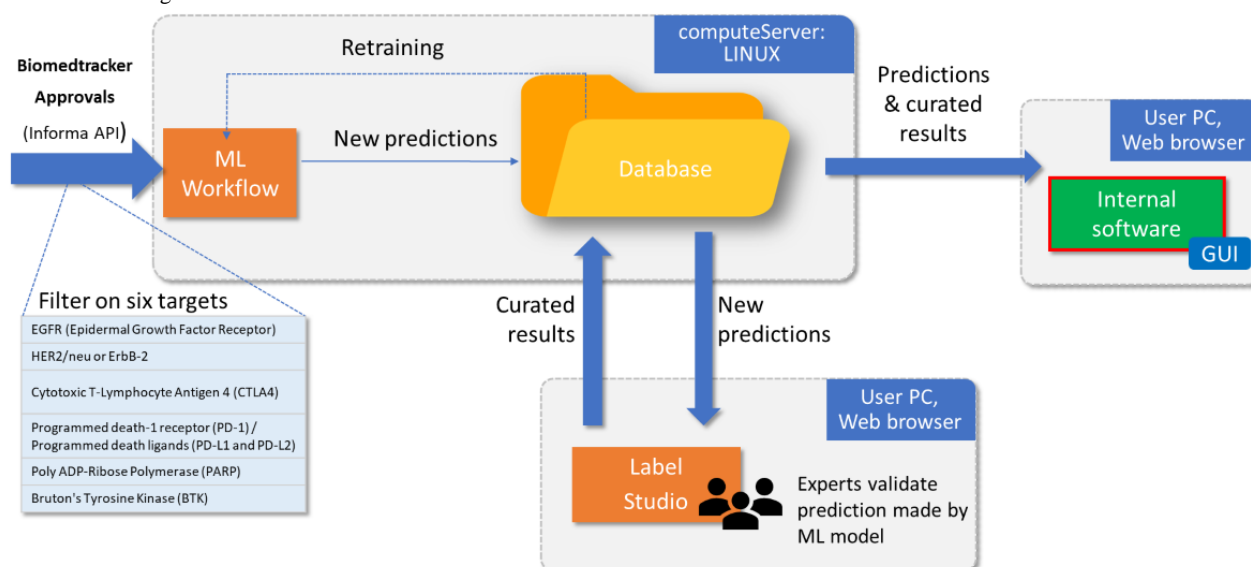 computeServer:
LINUX
Retraining
Biomedtracker
Approvals
(Informa API)
ML
Workflow
New predictions
Database
Predictions
& curated
results
User PC,
Web browser
Internal
software
GUI
Filter on six targets
EGFR (Epidermal Growth Factor Receptor)
HER2/neu or ErbB-2
Cytotoxic T-Lymphocyte Antigen 4 (CTLA4)
Programmed death-1 receptor (PD-1) /
Programmed death ligands (PD-L1 and PD-L2)
Poly ADP-Ribose Polymerase (PARP)
Bruton's Tyrosine Kinase (BTK)
Curated
results
New
predictions
User PC,
Web browser
Label
Studio
Experts validate
prediction made by
ML model